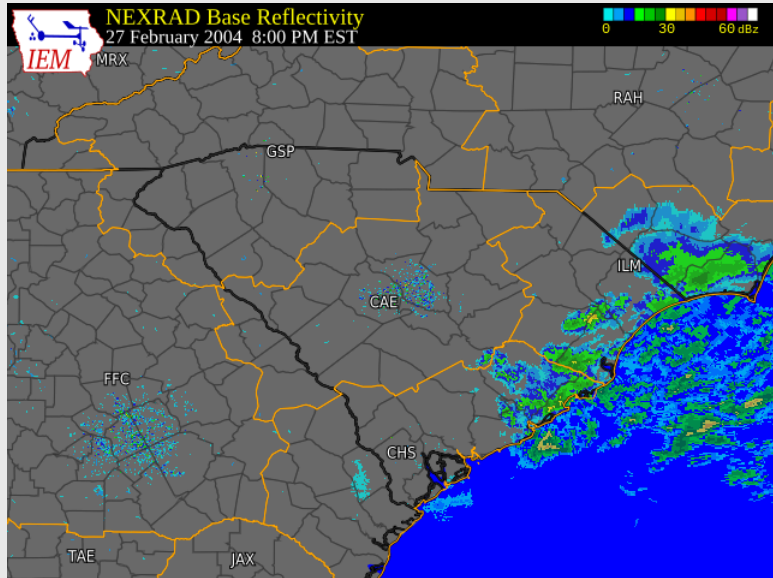 IEM
NEXRAD Base Reflectivity
27 February 2004 8:00 PM EST
0 30 60 dBz
MRX
RAH
GSP
ILM
CAE
FFC
CHS
TAE
JAX